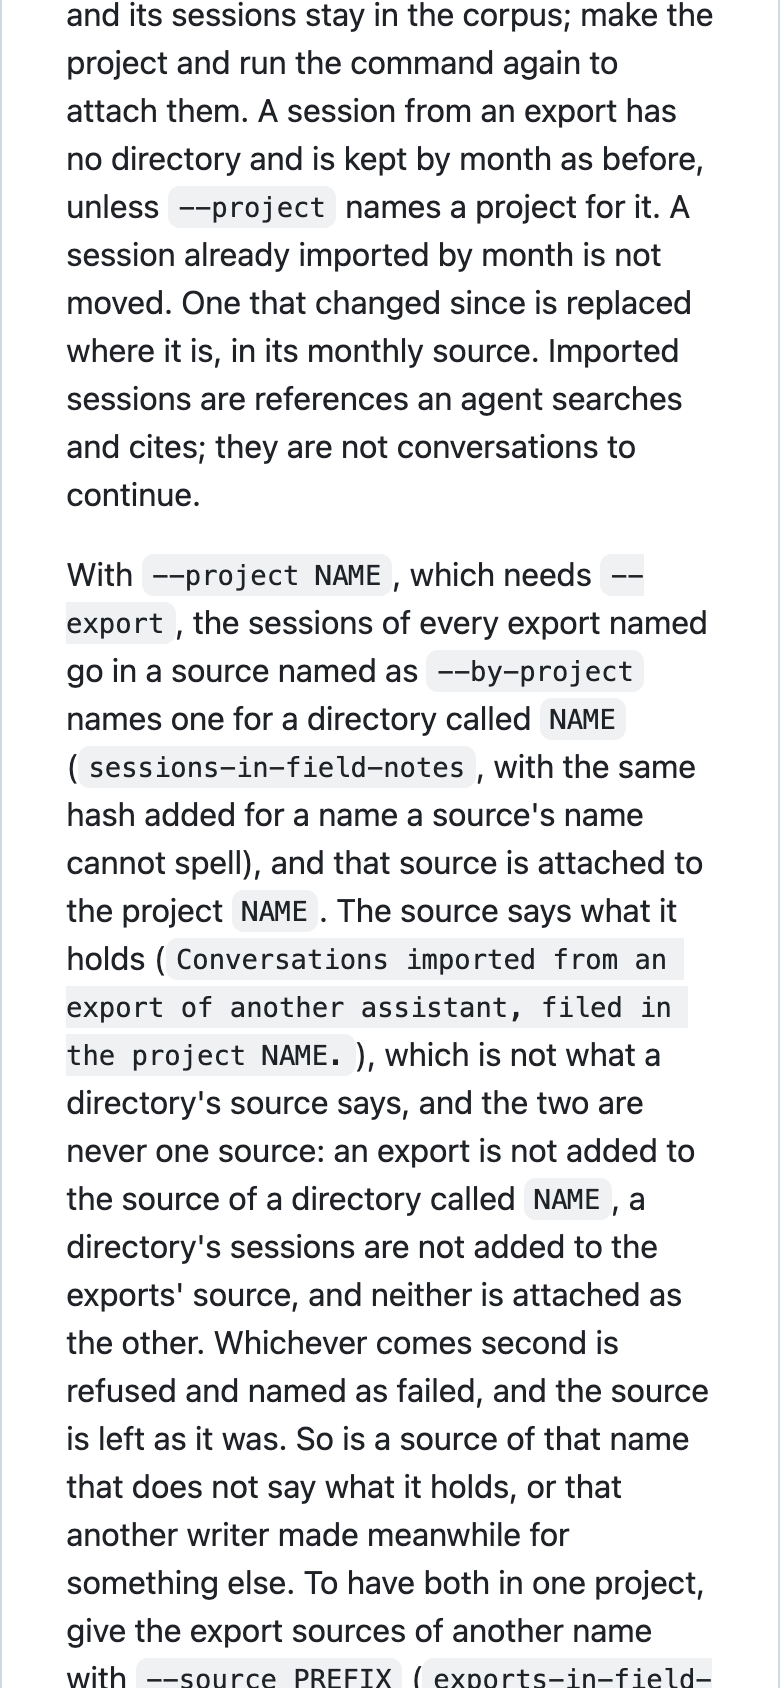 and its sessions stay in the corpus; make the
project and run the command again to
attach them. A session from an export has
no directory and is kept by month as before,
unless --project names a project for it. A
session already imported by month is not
moved. One that changed since is replaced
where it is, in its monthly source. Imported
sessions are references an agent searches
and cites; they are not conversations to
continue.
With --project NAME, which needs --
export, the sessions of every export named
go in a source named as --by-project
names one for a directory called NAME
(sessions-in-field-notes, with the same
hash added for a name a source's name
cannot spell), and that source is attached to
the project NAME. The source says what it
holds (Conversations imported from an
export of another assistant, filed in
the project NAME.), which is not what a
directory's source says, and the two are
never one source: an export is not added to
the source of a directory called NAME, a
directory's sessions are not added to the
exports' source, and neither is attached as
the other. Whichever comes second is
refused and named as failed, and the source
is left as it was. So is a source of that name
that does not say what it holds, or that
another writer made meanwhile for
something else. To have both in one project,
give the export sources of another name
with --source PREFIX (exports-in-field-